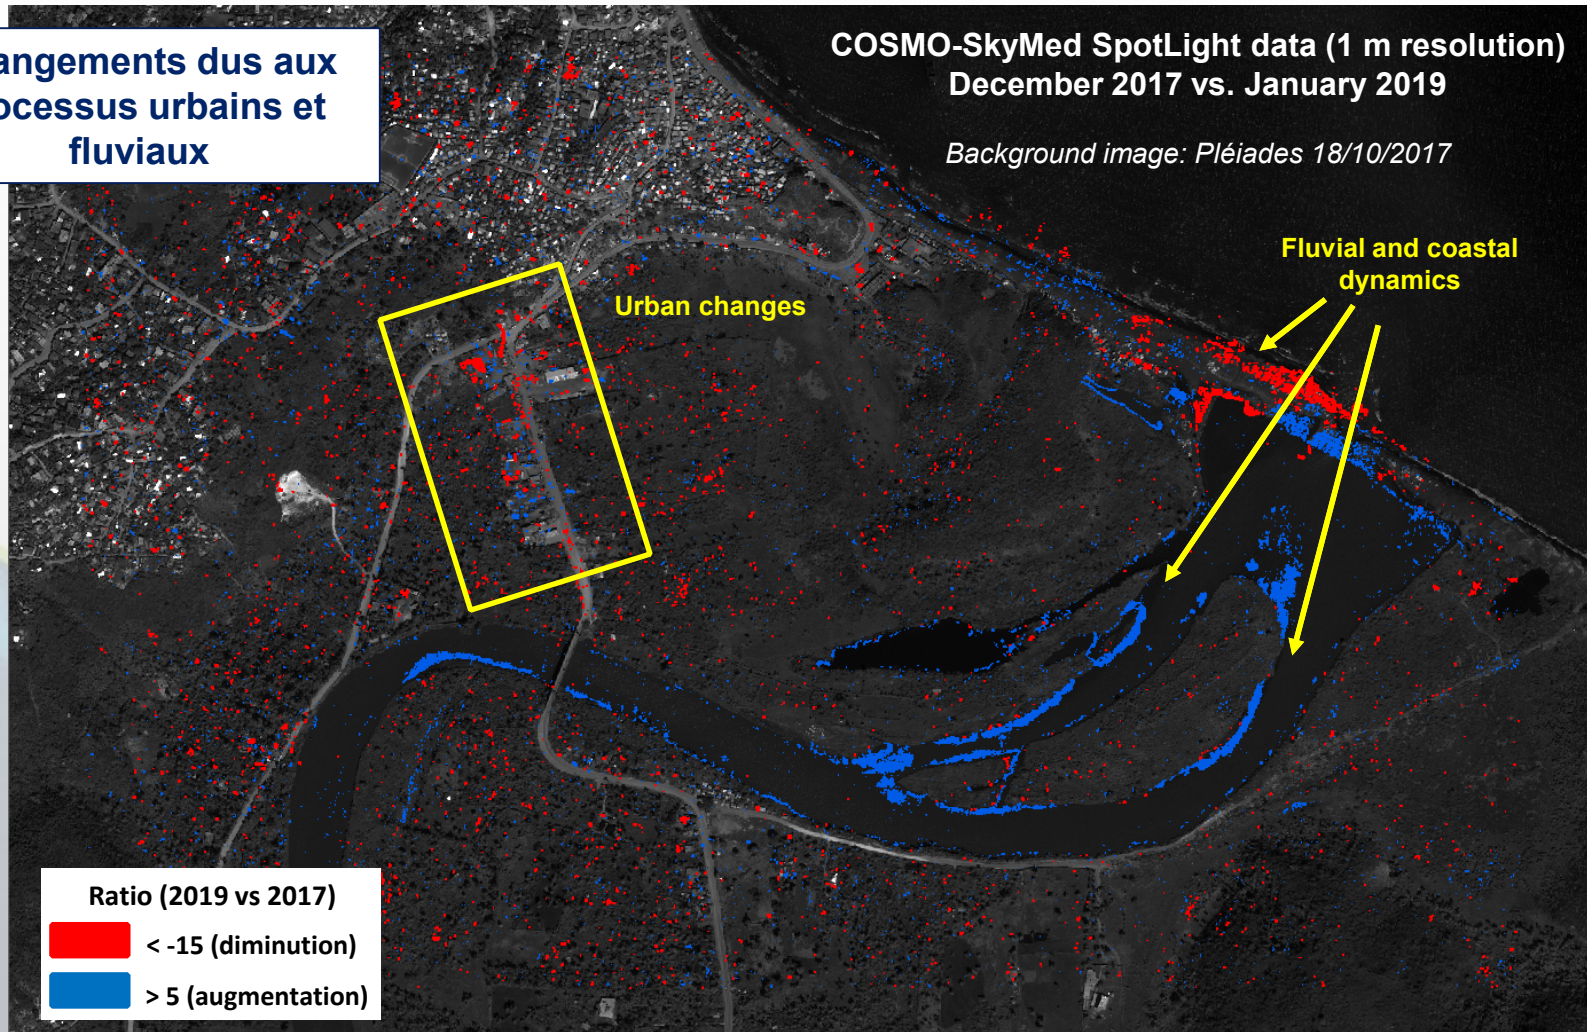 angements dus aux
ocessus urbains et
fluviaux
COSMO-SkyMed SpotLight data (1 m resolution)
December 2017 vs. January 2019
Background image: Pléiades 18/10/2017
Fluvial and coastal
dynamics
Urban changes
Ratio (2019 vs 2017)
< -15 (diminution)
> 5 (augmentation)